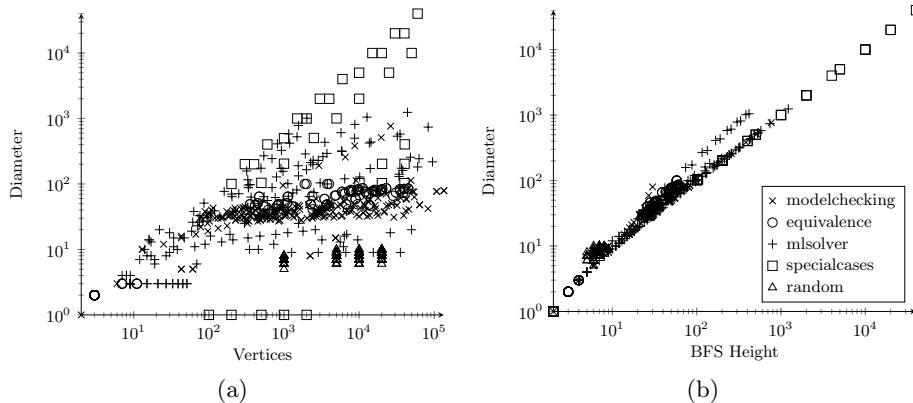 10^4
10^3
10^2
10^1
10^0
Diameter
10^1 10^2 10^3 10^4 10^5
Vertices
(a)
10^4
10^3
10^2
10^1
10^0
Diameter
10^1 10^2 10^3 10^4
BFS Height
modelchecking
equivalence
mlsolver
specialcases
random
(b)